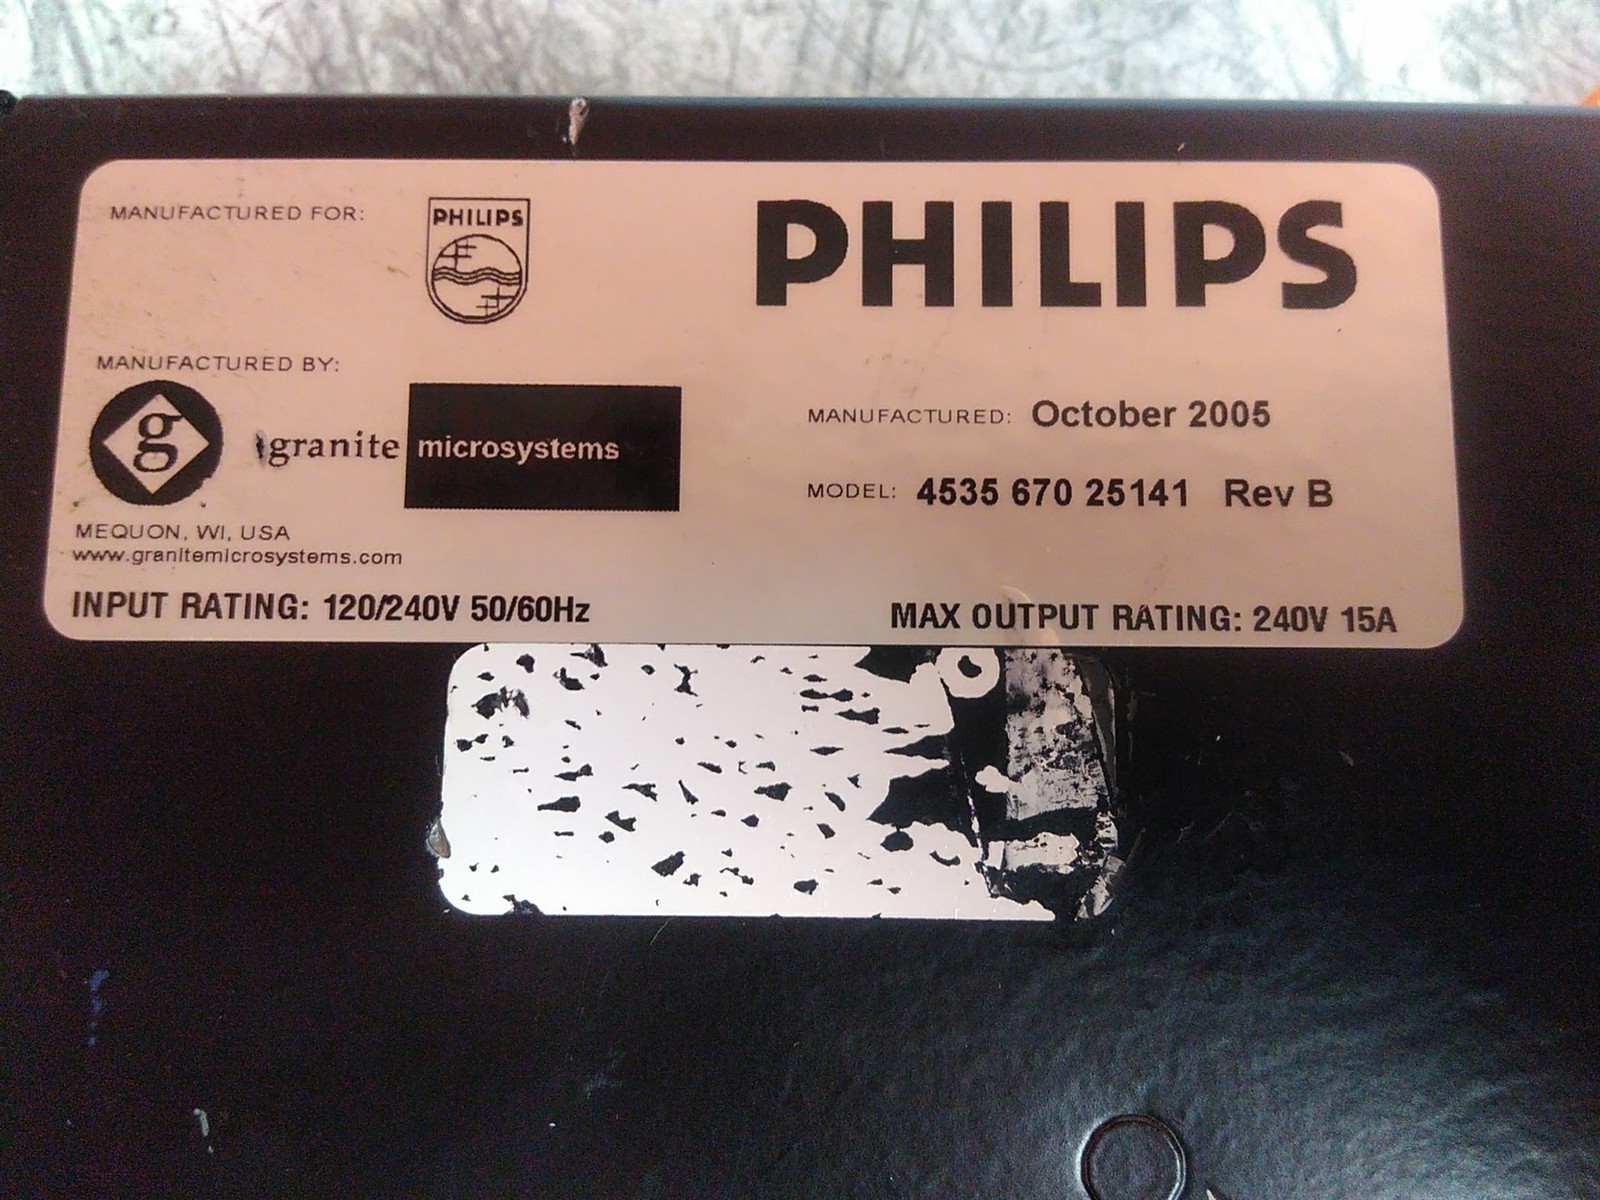 MANUFACTURED FOR:
PHILIPS
PHILIPS
MANUFACTURED BY:
g
granite microsystems
MANUFACTURED: October 2005
MODEL: 4535 670 25141 Rev B
MEQUON, WI, USA
www.granitemicrosystems.com
INPUT RATING: 120/240V 50/60Hz
MAX OUTPUT RATING: 240V 15A